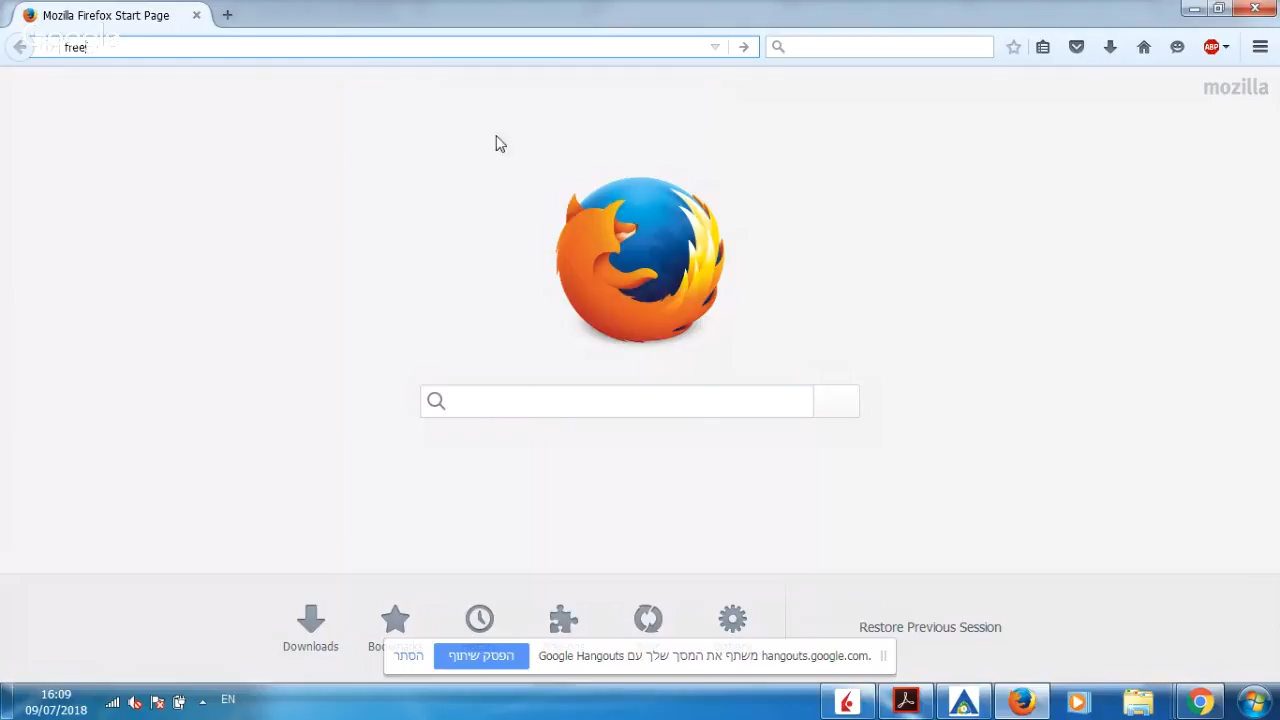 Mozilla Firefox Start Page
free
ABP
mozilla
Restore Previous Session
Downloads
hangouts.google.com משתף את המסך שלך עם Google Hangouts.
הפסק שיתוף
הסתר
16:09
09/07/2018
EN